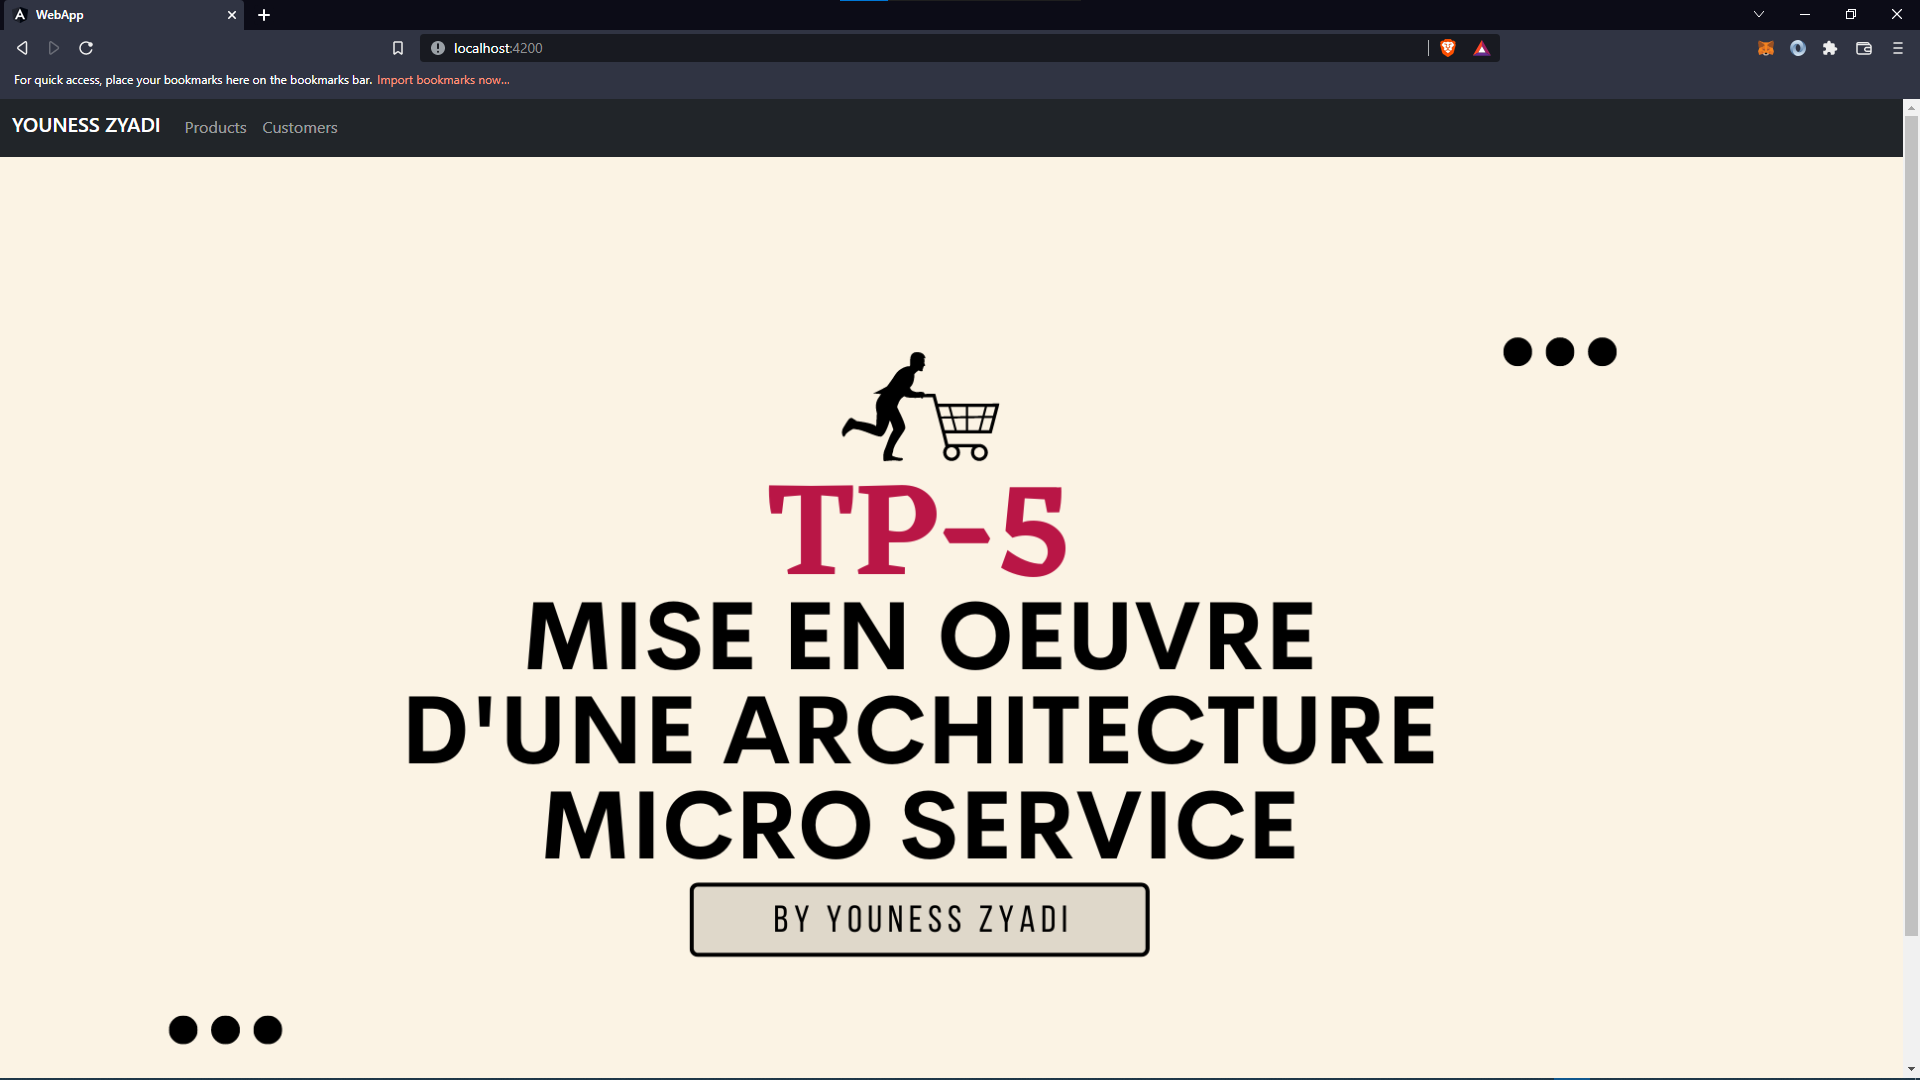 WebApp
localhost:4200
For quick access, place your bookmarks here on the bookmarks bar. Import bookmarks now...
YOUNESS ZYADI Products Customers
TP-5
MISE EN OEUVRE
D'UNE ARCHITECTURE
MICRO SERVICE
BY YOUNESS ZYADI